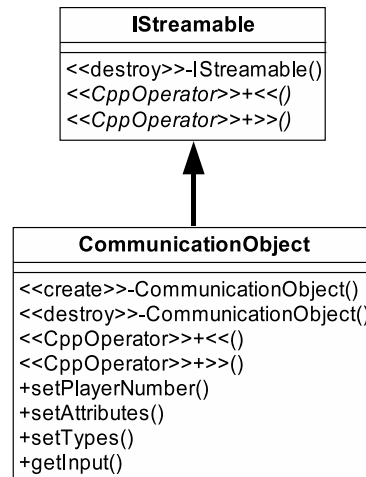 IStreamable
<<destroy>>-IStreamable()
<<CppOperator>>+<<()
<<CppOperator>>+>>()
CommunicationObject
<<create>>-CommunicationObject()
<<destroy>>-CommunicationObject()
<<CppOperator>>+<<()
<<CppOperator>>+>>()
+setPlayerNumber()
+setAttributes()
+setTypes()
+getInput()